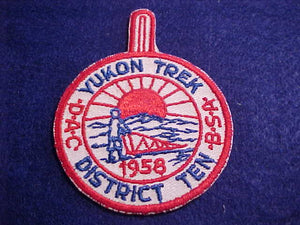 YUKON TREK
D·A·C
B·S·A
1958
DISTRICT TEN